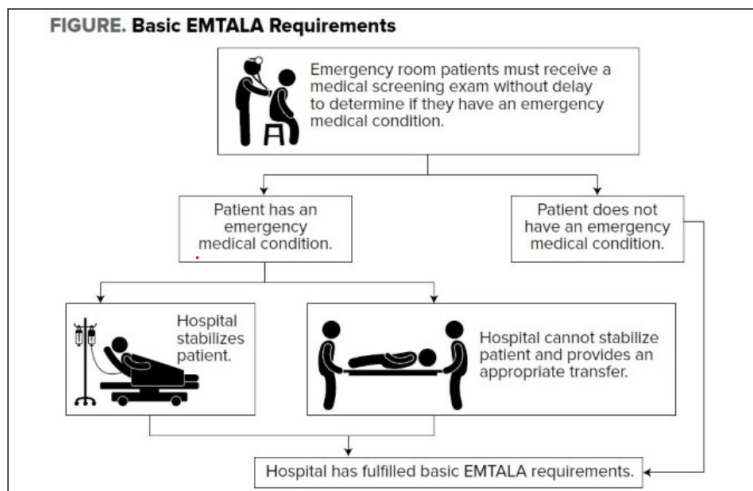 FIGURE. Basic EMTALA Requirements
Emergency room patients must receive a
medical screening exam without delay
to determine if they have an emergency
medical condition.
Patient has an
emergency
medical condition.
Patient does not
have an emergency
medical condition.
Hospital
stabilizes
patient.
Hospital cannot stabilize
patient and provides an
appropriate transfer.
Hospital has fulfilled basic EMTALA requirements.